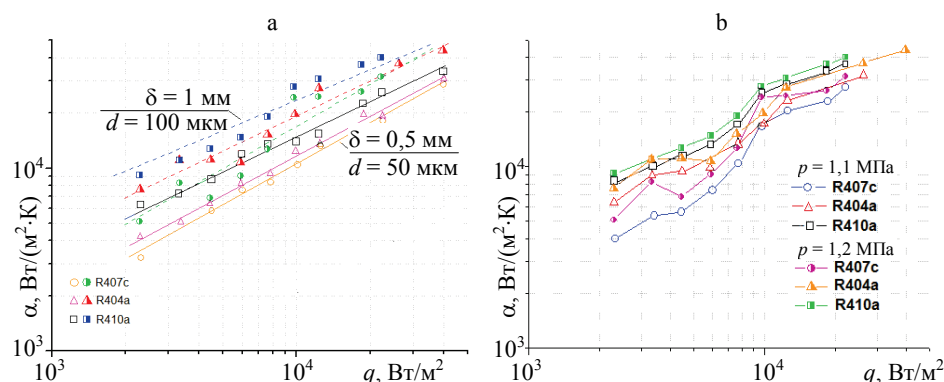 a
α, Вт/(м²·К)
10⁴
10³
δ = 1 мм
d = 100 мкм
δ = 0,5 мм
d = 50 мкм
R407c
R404a
R410a
10³
10⁴
q, Вт/м²
b
α, Вт/(м²·К)
10⁴
10³
p = 1,1 МПа
R407c
R404a
R410a
p = 1,2 МПа
R407c
R404a
R410a
10³
10⁴
q, Вт/м²